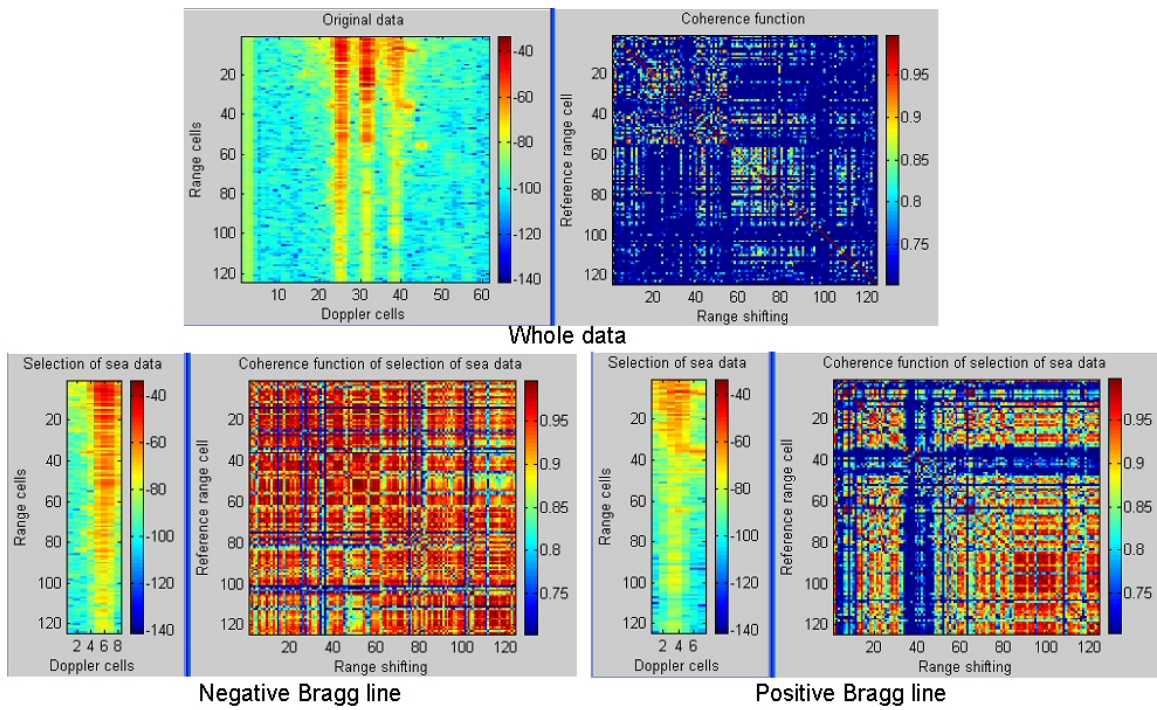 Original data
Coherence function
Range cells
20
40
60
80
100
120
10 20 30 40 50 60
Doppler cells
-40
-60
-80
-100
-120
-140
Reference range cell
20
40
60
80
100
120
20 40 60 80 100 120
Range shifting
0.95
0.9
0.85
0.8
0.75
Whole data
Selection of sea data
Coherence function of selection of sea data
Range cells
20
40
60
80
100
120
2 4 6 8
Doppler cells
-40
-60
-80
-100
-120
-140
Reference range cell
20
40
60
80
100
120
20 40 60 80 100 120
Range shifting
0.95
0.9
0.85
0.8
0.75
Negative Bragg line
Selection of sea data
Coherence function of selection of sea data
Range cells
20
40
60
80
100
120
2 4 6
Doppler cells
-40
-60
-80
-100
-120
-140
Reference range cell
20
40
60
80
100
120
20 40 60 80 100 120
Range shifting
0.95
0.9
0.85
0.8
0.75
Positive Bragg line